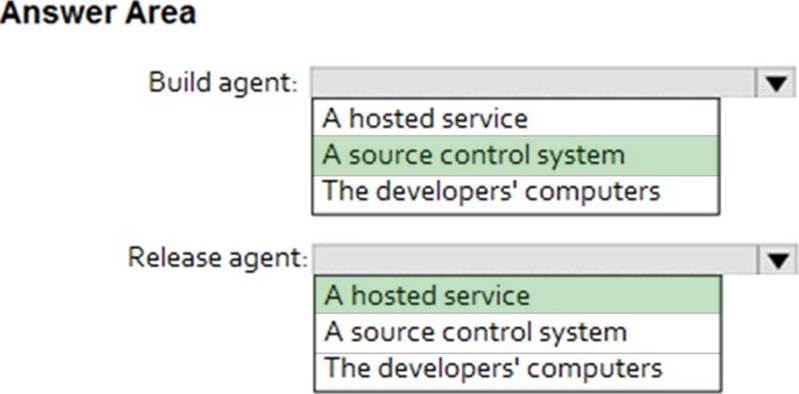 Answer Area
Build agent:
A hosted service
A source control system
The developers' computers
Release agent:
A hosted service
A source control system
The developers' computers